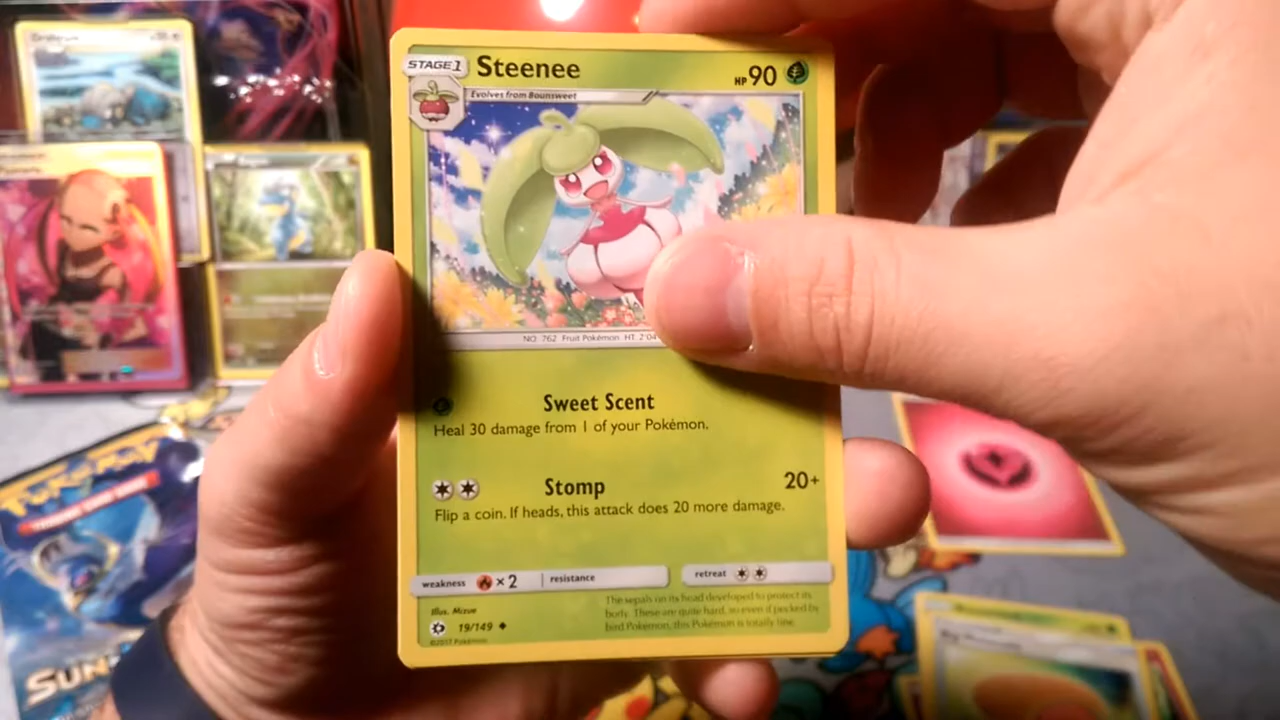 STAGE1
Steenee
HP 90
Evolves from Bounsweet
NO. 762 Fruit Pokémon HT: 2'04
Sweet Scent
Heal 30 damage from 1 of your Pokémon.
Stomp
20+
Flip a coin. If heads, this attack does 20 more damage.
weakness ×2 resistance
retreat
Illus. Mizue
19/149
©2017 Pokémon
The sepals on its head developed to protect its
body. These are quite hard, so even if pecked by
bird Pokémon, this Pokémon is totally fine.
POKéMON
SUN